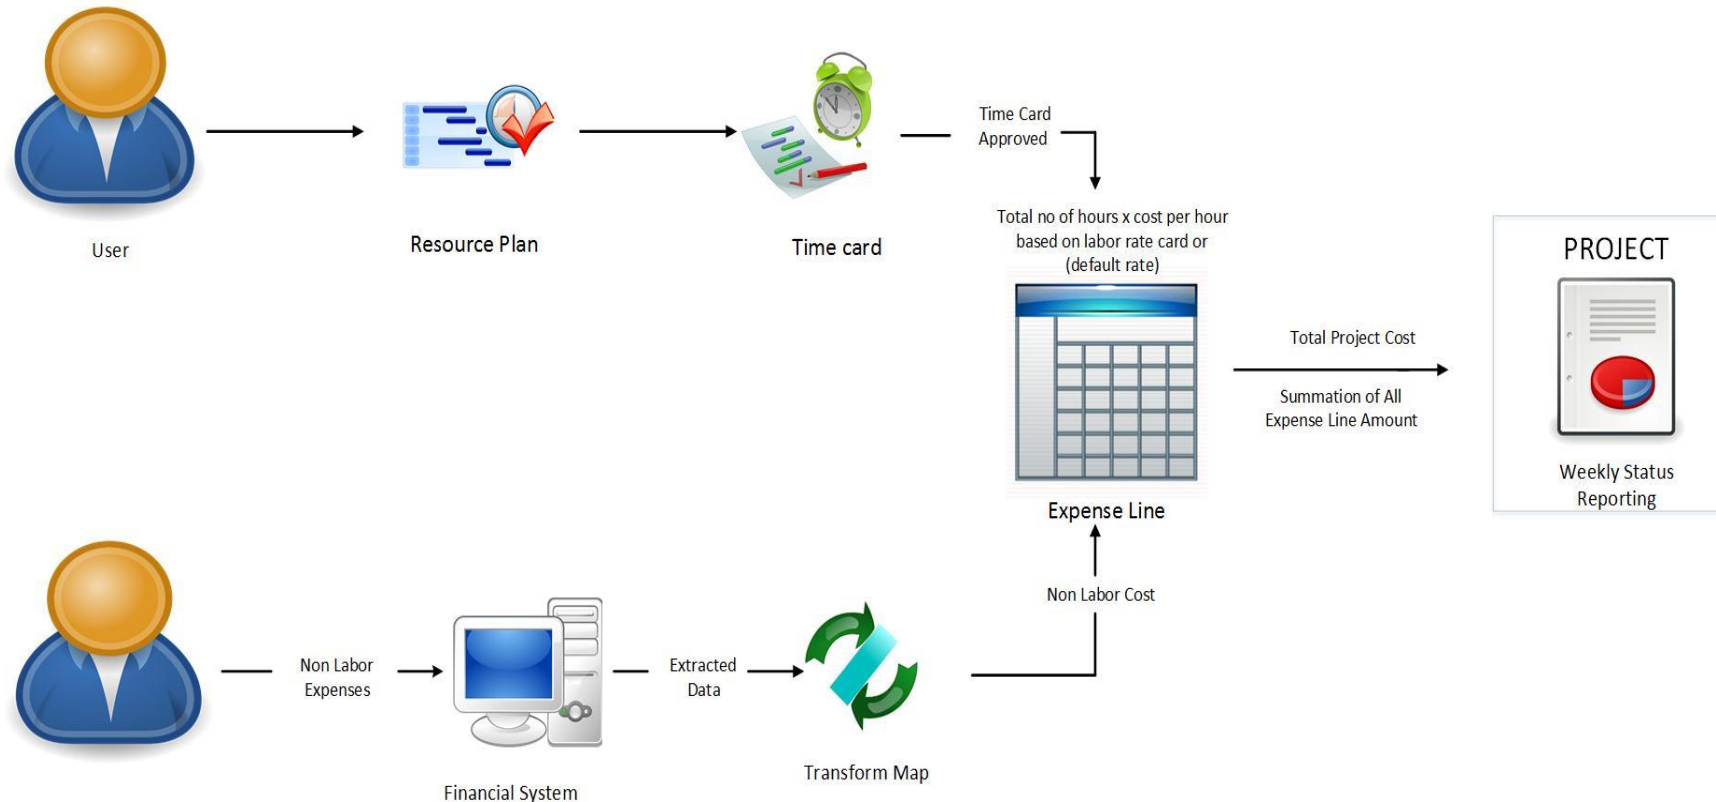 User
Resource Plan
Time card
Time Card
Approved
Total no of hours x cost per hour
based on labor rate card or
(default rate)
Expense Line
Total Project Cost
Summation of All
Expense Line Amount
PROJECT
Weekly Status
Reporting
Non Labor
Expenses
Financial System
Extracted
Data
Transform Map
Non Labor Cost